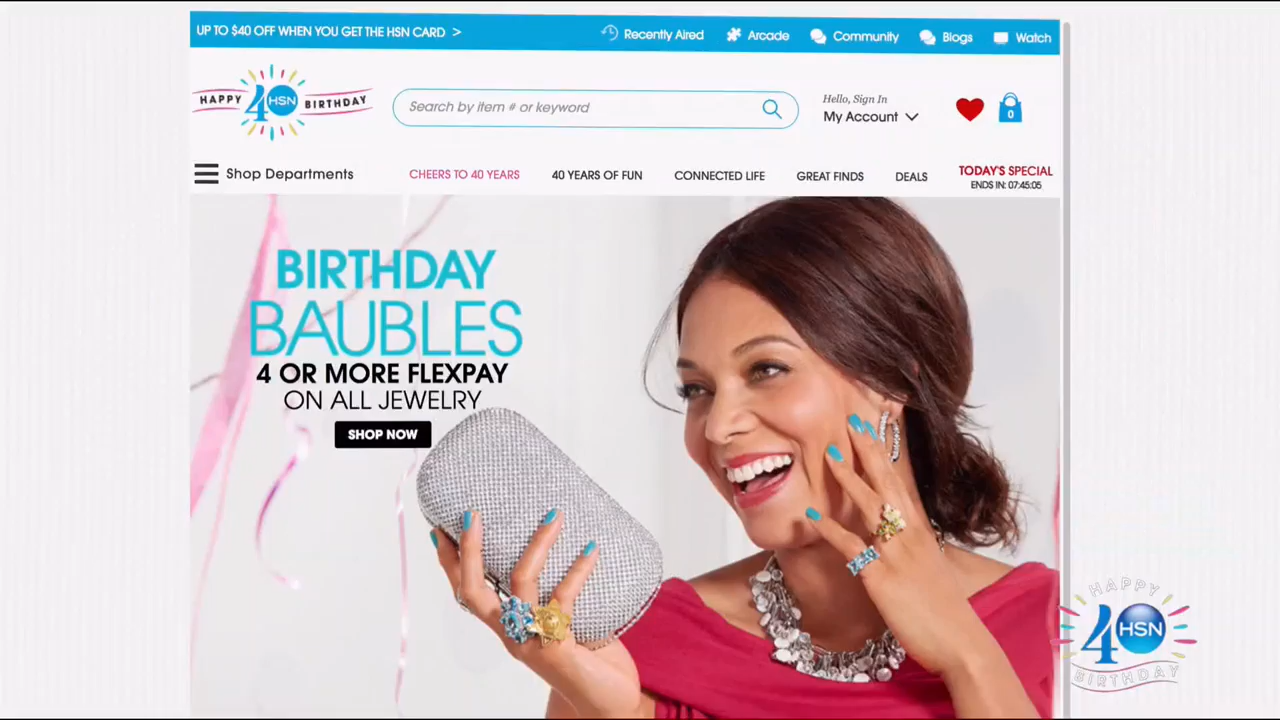 UP TO $40 OFF WHEN YOU GET THE HSN CARD >
Recently Aired
Arcade
Community
Blogs
Watch
HAPPY 40 HSN BIRTHDAY
Search by item # or keyword
Hello, Sign In
My Account
0
Shop Departments
CHEERS TO 40 YEARS
40 YEARS OF FUN
CONNECTED LIFE
GREAT FINDS
DEALS
TODAY'S SPECIAL
ENDS IN: 07:45:05
BIRTHDAY
BAUBLES
4 OR MORE FLEXPAY
ON ALL JEWELRY
SHOP NOW
HAPPY
40 HSN
BIRTHDAY